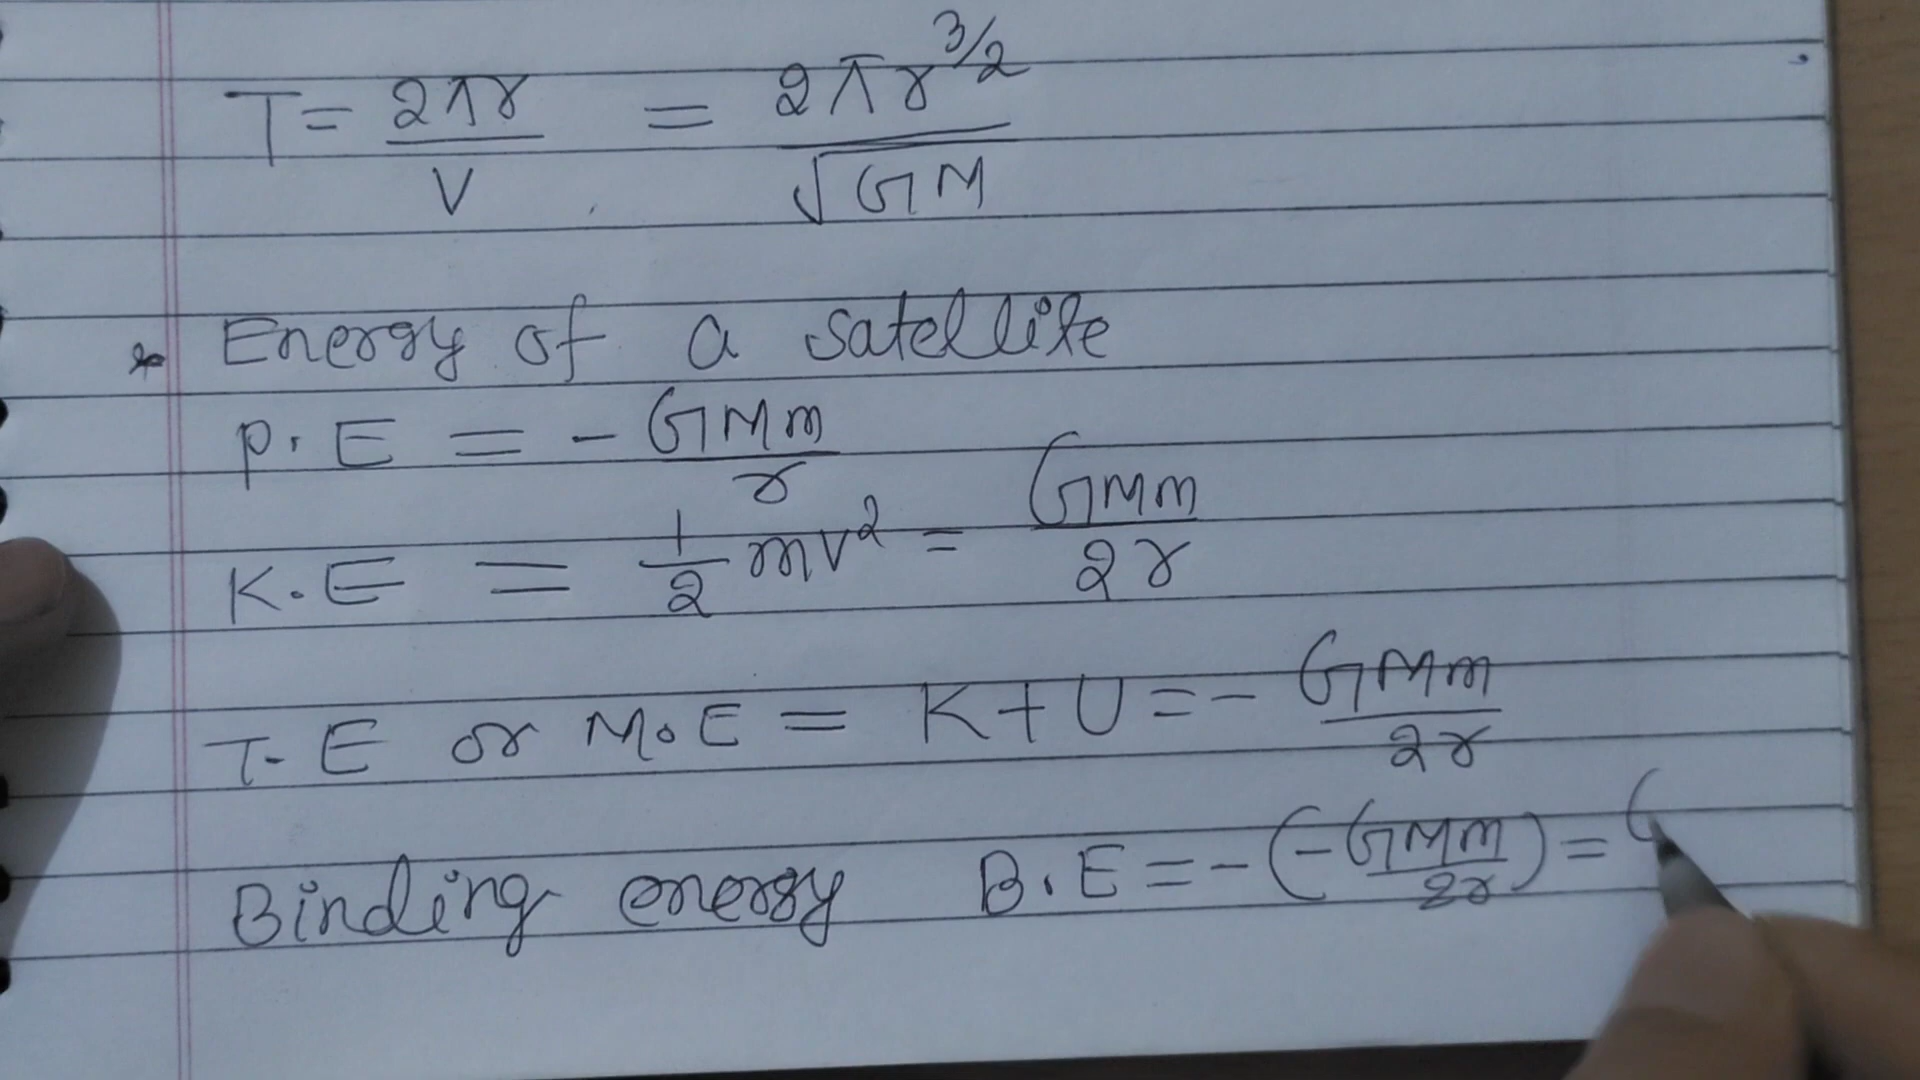 T = 2πr/V = 2πr^3/2/√GM
* Energy of a satellite
P.E = - GMm/r
K.E = 1/2 mv² = GMm/2r
T.E or M.E = K+U = - GMm/2r
Binding energy B.E = - (-GMm/2r) = G